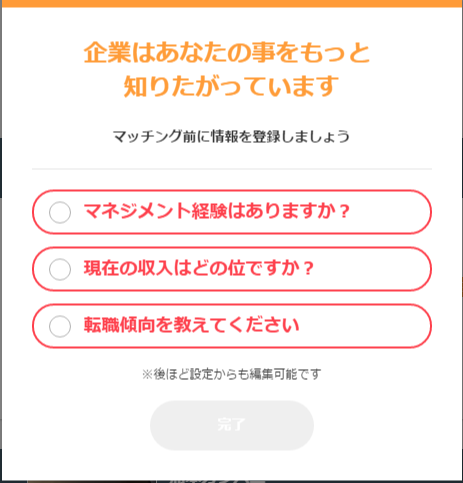 企業はあなたの事をもっと
知りたがっています
マッチング前に情報を登録しましょう
マネジメント経験はありますか？
現在の収入はどの位ですか？
転職傾向を教えてください
※後ほど設定からも編集可能です
完了